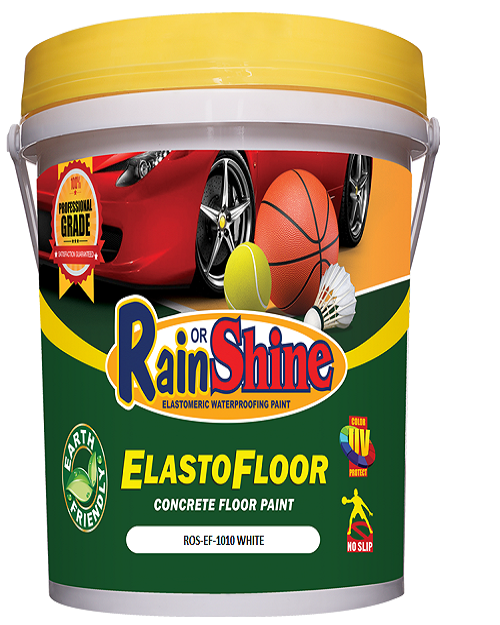 100%
PROFESSIONAL
GRADE
SATISFACTION GUARANTEED
Rain OR Shine
ELASTOMERIC WATERPROOFING PAINT
EARTH
FRIENDLY
ELASTOFLOOR
CONCRETE FLOOR PAINT
ROS-EF-1010 WHITE
COLOR
UV
PROTECT
NO SLIP